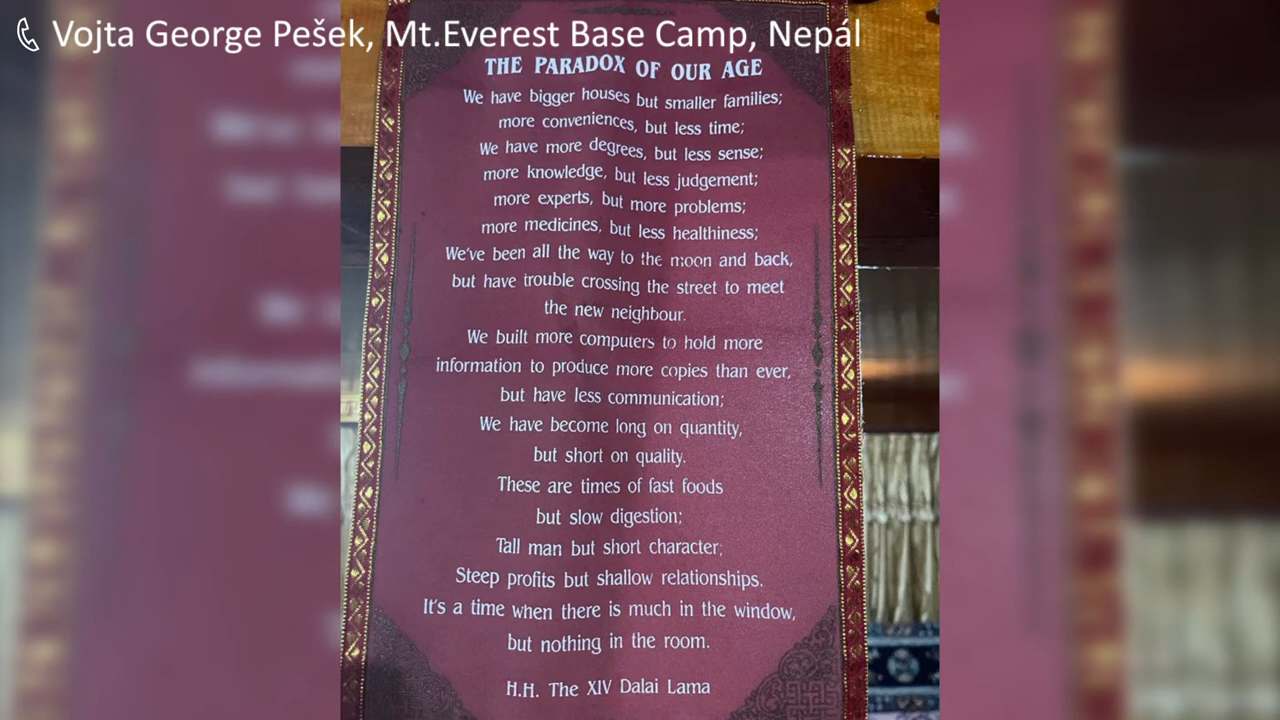 Vojta George Pešek, Mt.Everest Base Camp, Nepál
THE PARADOX OF OUR AGE
We have bigger houses but smaller families;
more conveniences, but less time;
We have more degrees, but less sense;
more knowledge, but less judgement;
more experts, but more problems;
more medicines, but less healthiness;
We've been all the way to the moon and back,
but have trouble crossing the street to meet
the new neighbour.
We built more computers to hold more
information to produce more copies than ever,
but have less communication;
We have become long on quantity,
but short on quality.
These are times of fast foods
but slow digestion;
Tall man but short character;
Steep profits but shallow relationships.
It's a time when there is much in the window,
but nothing in the room.
H.H. The XIV Dalai Lama